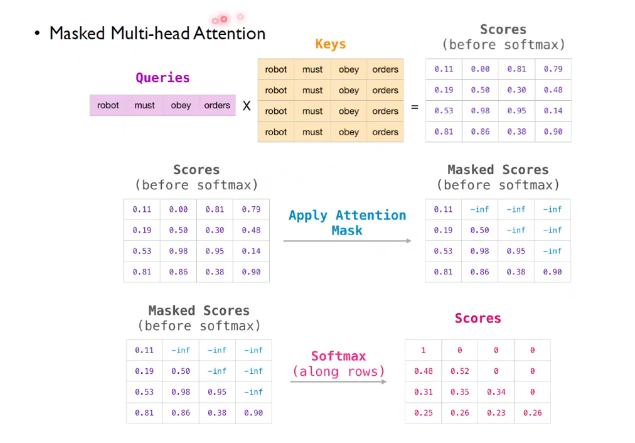 • Masked Multi-head Attention
Queries
robot must obey orders
X
Keys
robot must obey orders
robot must obey orders
robot must obey orders
robot must obey orders
=
Scores
(before softmax)
0.11 0.00 0.81 0.79
0.19 0.50 0.30 0.48
0.53 0.98 0.95 0.14
0.81 0.86 0.38 0.90
Scores
(before softmax)
0.11 0.00 0.81 0.79
0.19 0.50 0.30 0.48
0.53 0.98 0.95 0.14
0.81 0.86 0.38 0.90
Apply Attention
Mask
Masked Scores
(before softmax)
0.11 -inf -inf -inf
0.19 0.50 -inf -inf
0.53 0.98 0.95 -inf
0.81 0.86 0.38 0.90
Masked Scores
(before softmax)
0.11 -inf -inf -inf
0.19 0.50 -inf -inf
0.53 0.98 0.95 -inf
0.81 0.86 0.38 0.90
Softmax
(along rows)
Scores
1 0 0 0
0.48 0.52 0 0
0.31 0.35 0.34 0
0.25 0.26 0.23 0.26